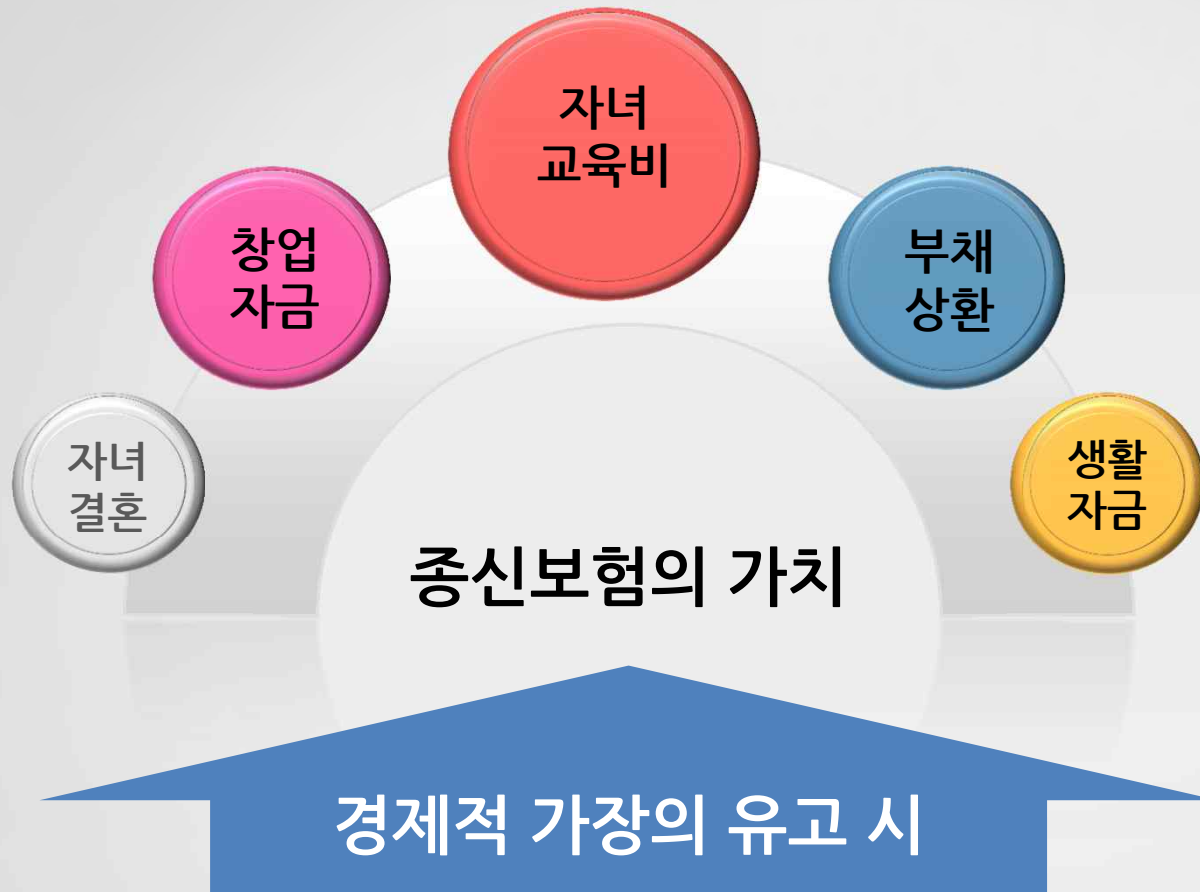 자녀
교육비
창업
자금
부채
상환
자녀
결혼
생활
자금
종신보험의 가치
경제적 가장의 유고 시